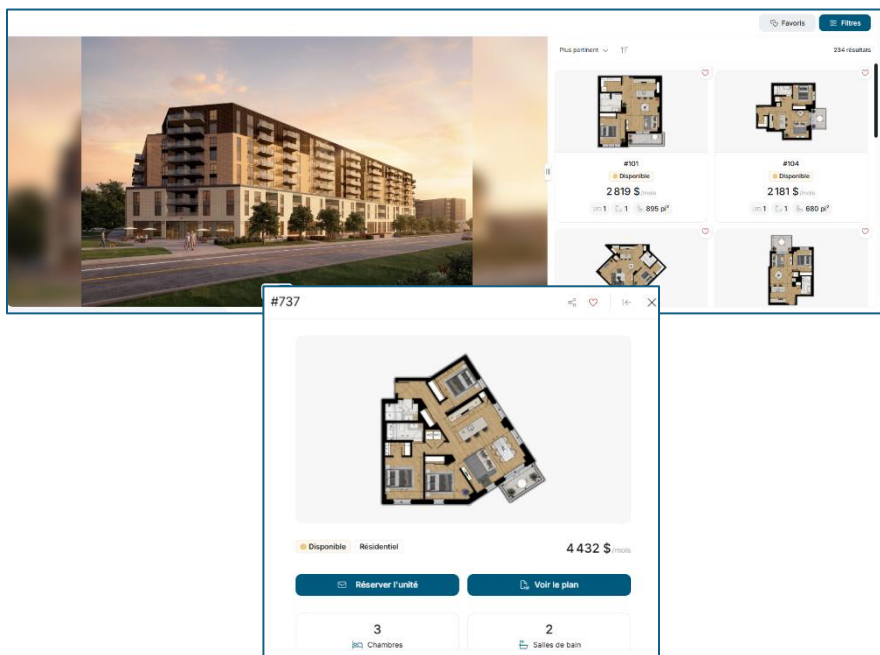 Favoris Filtres
Plus pertinent 234 résultats
#101 #104
Disponible Disponible
2 819 $/mois 2 181 $/mois
1 1 895 pi² 1 1 680 pi²
#737
Disponible Résidentiel 4 432 $/mois
Réserver l'unité Voir le plan
3 2
Chambres Salles de bain